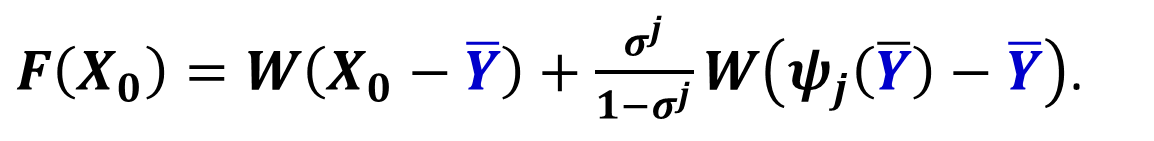 F(X₀) = W(X₀ − Y̅) + σʲ/(1−σʲ) W(ψⱼ(Y̅) − Y̅).